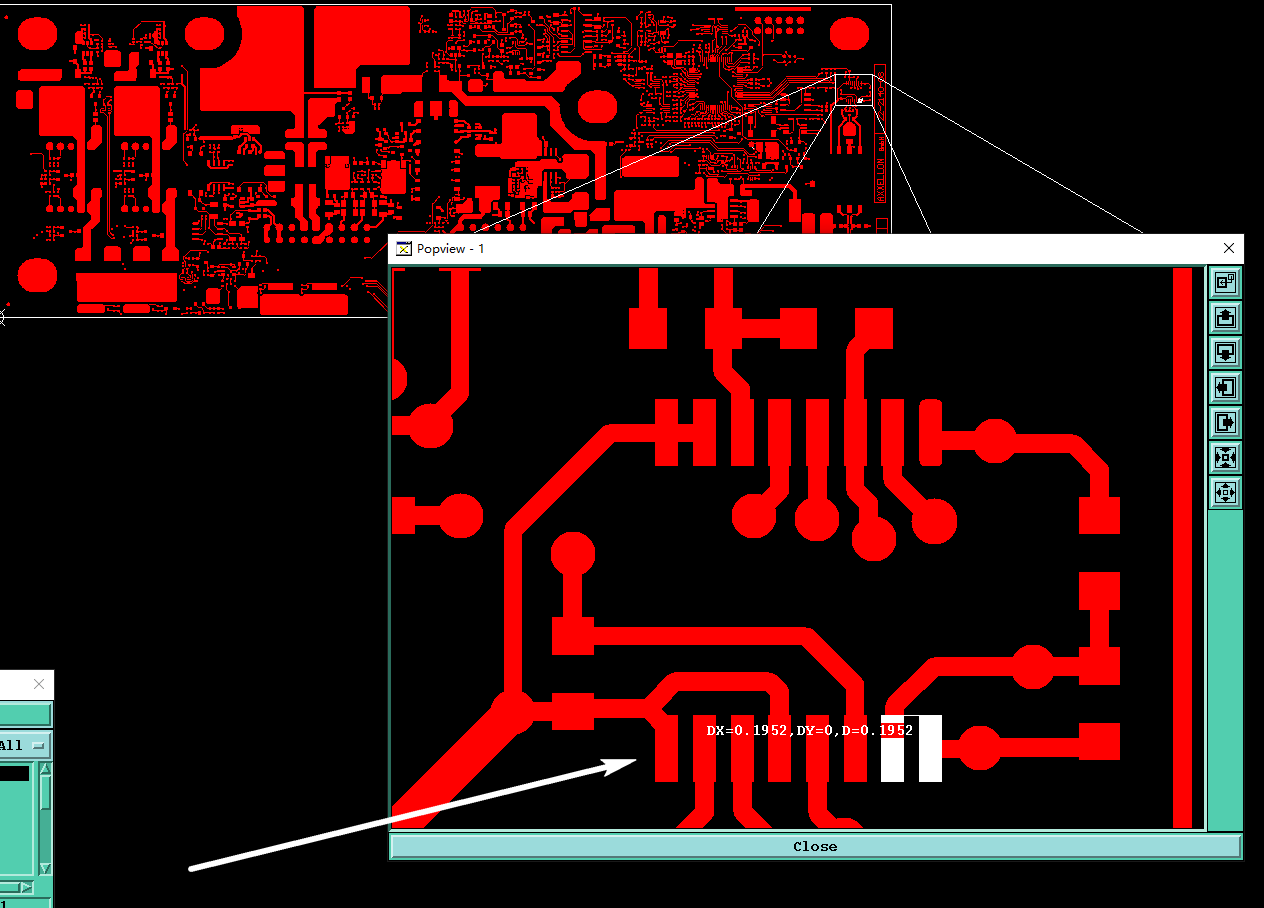 Popview - 1
DX=0.1952,DY=0,D=0.1952
All
Close